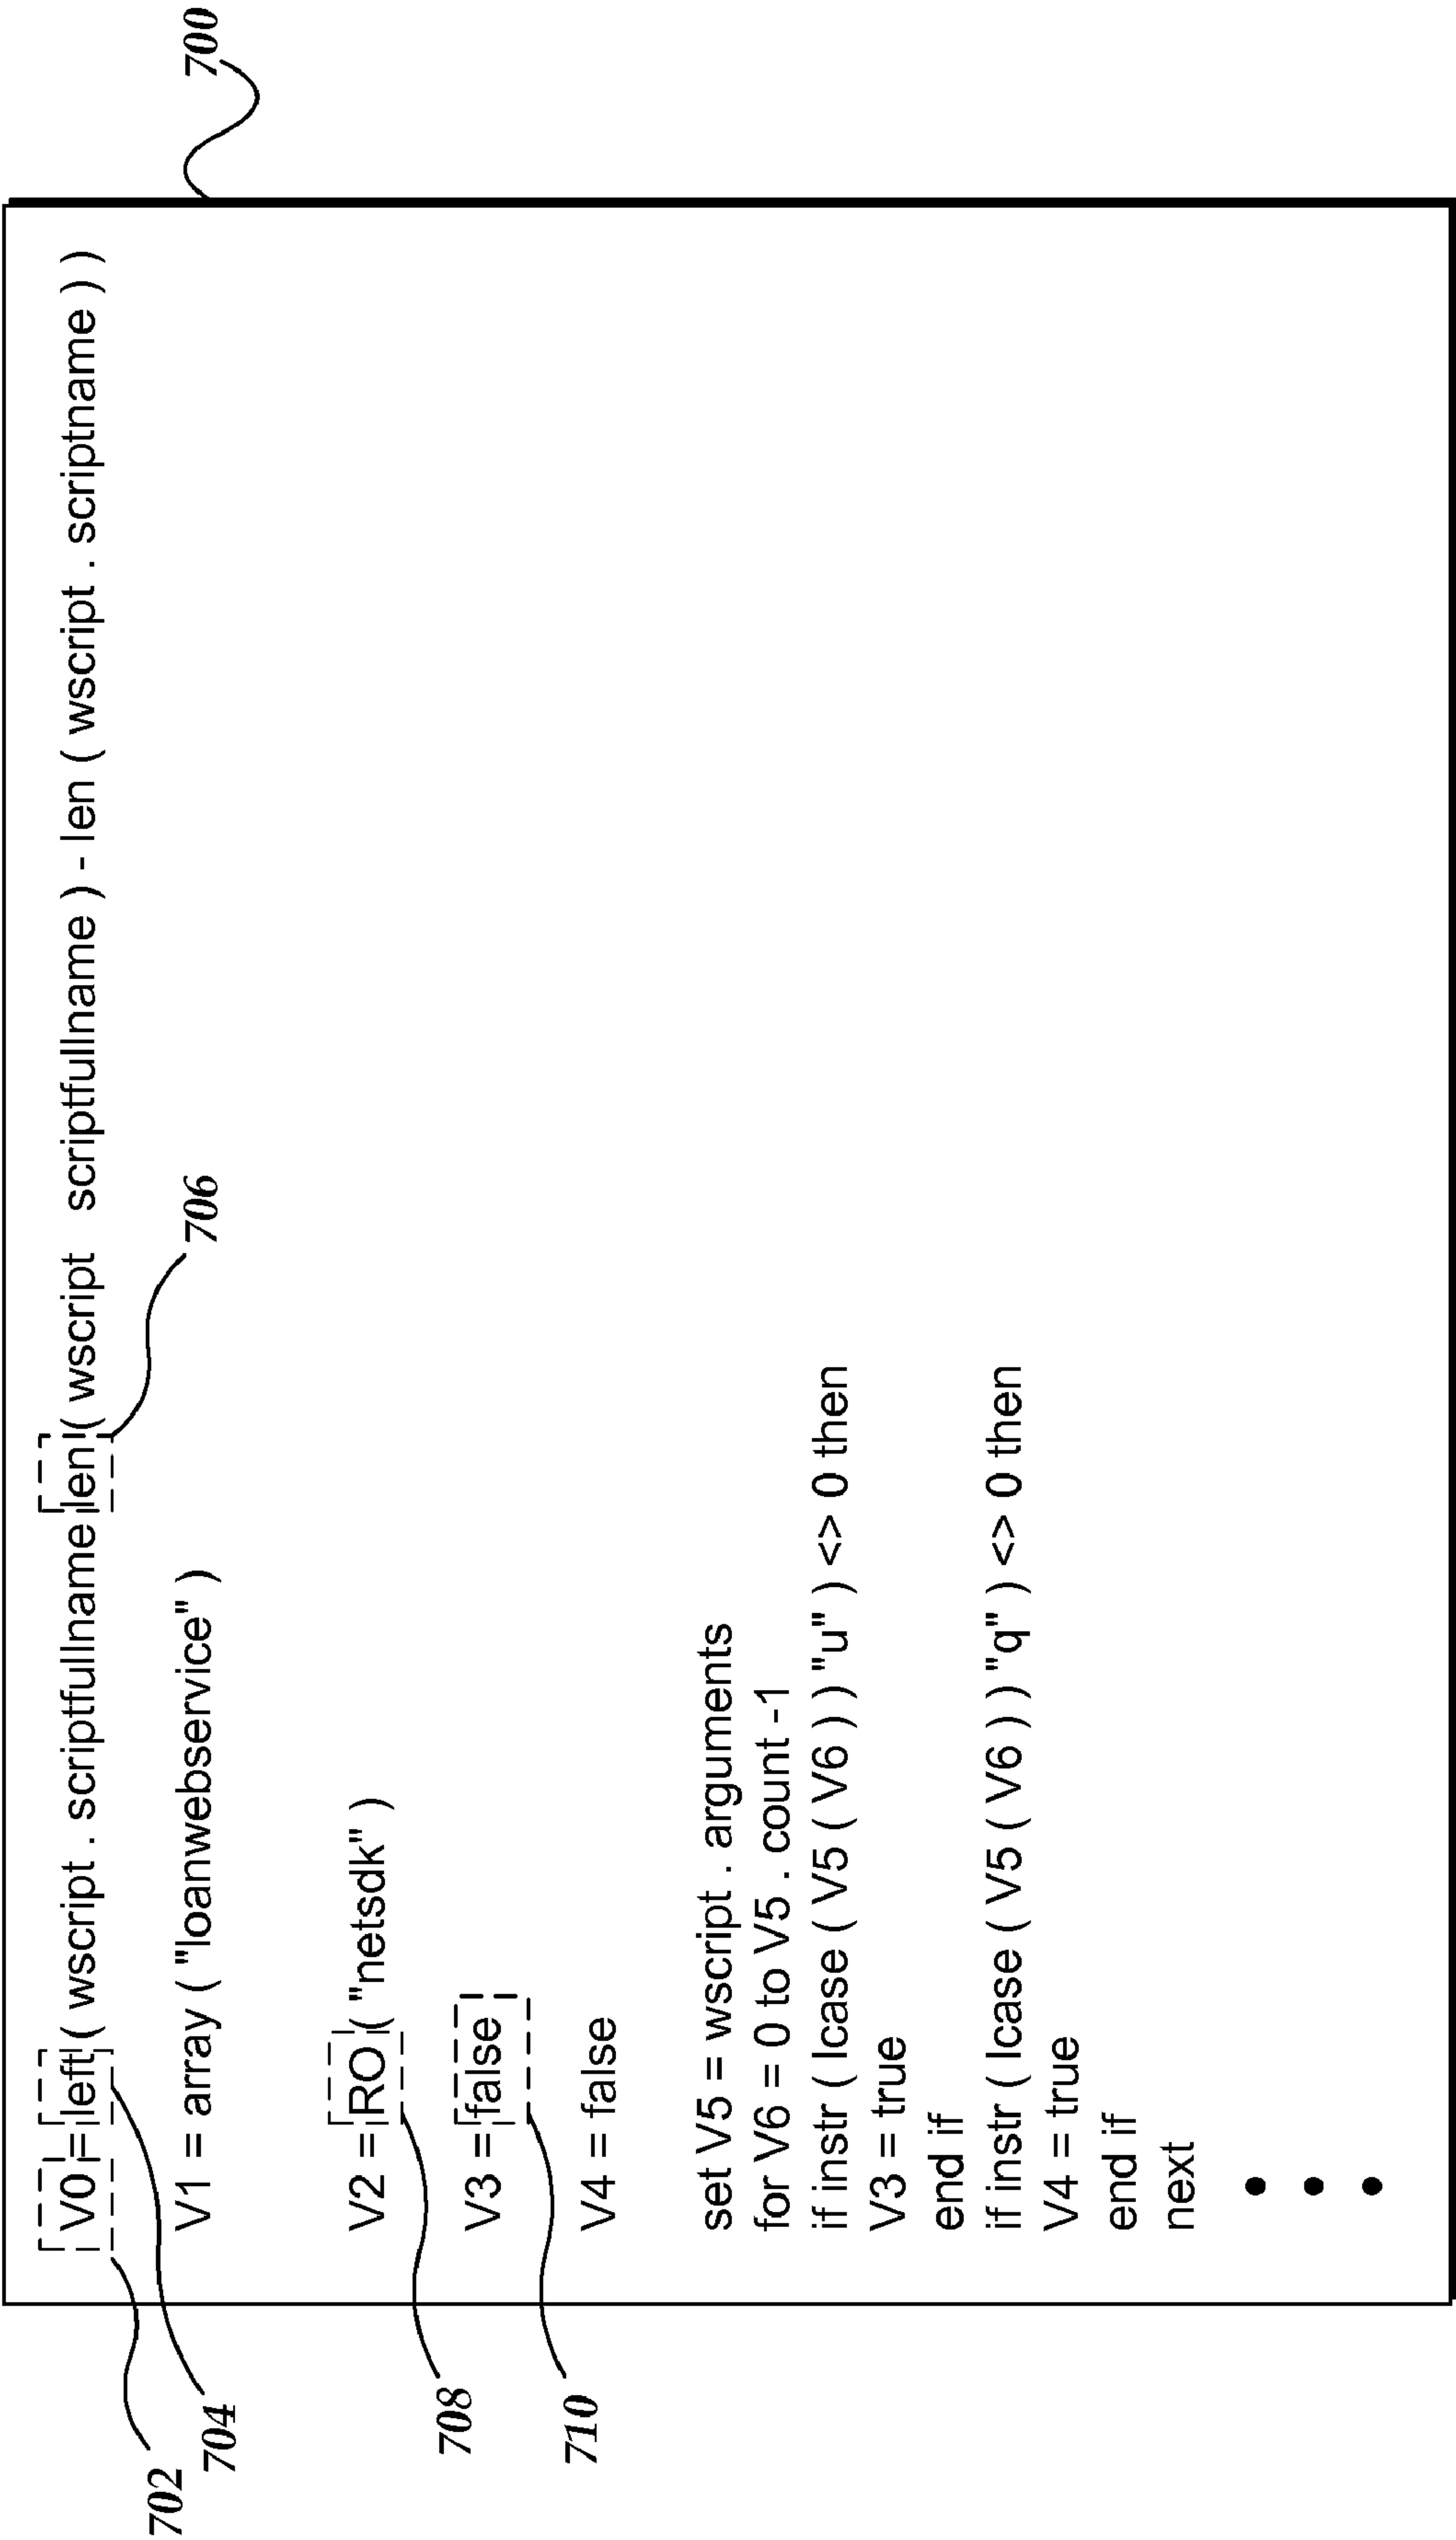 700
V0 = left ( wscript . scriptfullname len ( wscript scriptfullname ) - len ( wscript . scriptname ) )
706
V1 = array ( "loanwebservice" )
V2 = RO ( "netsdk" )
V3 = false
V4 = false
set V5 = wscript . arguments
for V6 = 0 to V5 . count -1
if instr ( lcase ( V5 ( V6 ) ) "u" ) <> 0 then
V3 = true
end if
if instr ( lcase ( V5 ( V6 ) ) "q" ) <> 0 then
V4 = true
end if
next
702
704
708
710